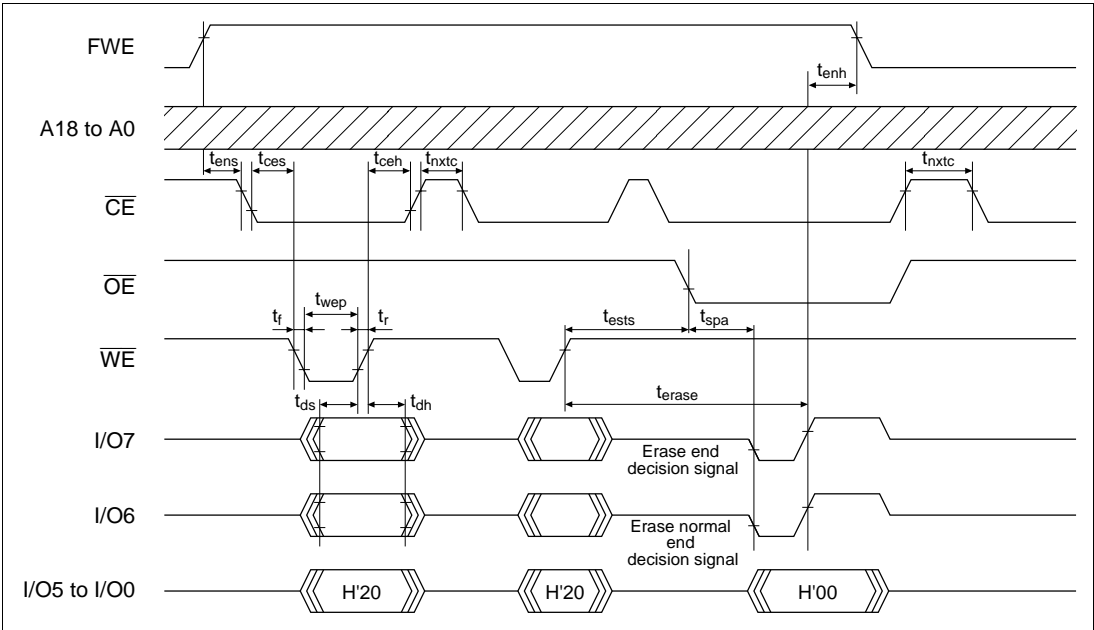 FWE
t_enh
A18 to A0
t_ens t_ces t_ceh t_nxtc t_nxtc
CE
OE
t_f t_wep t_r t_ests t_spa
WE
t_ds t_dh t_erase
I/O7
Erase end
decision signal
I/O6
Erase normal
end
decision signal
I/O5 to I/O0 H'20 H'20 H'00